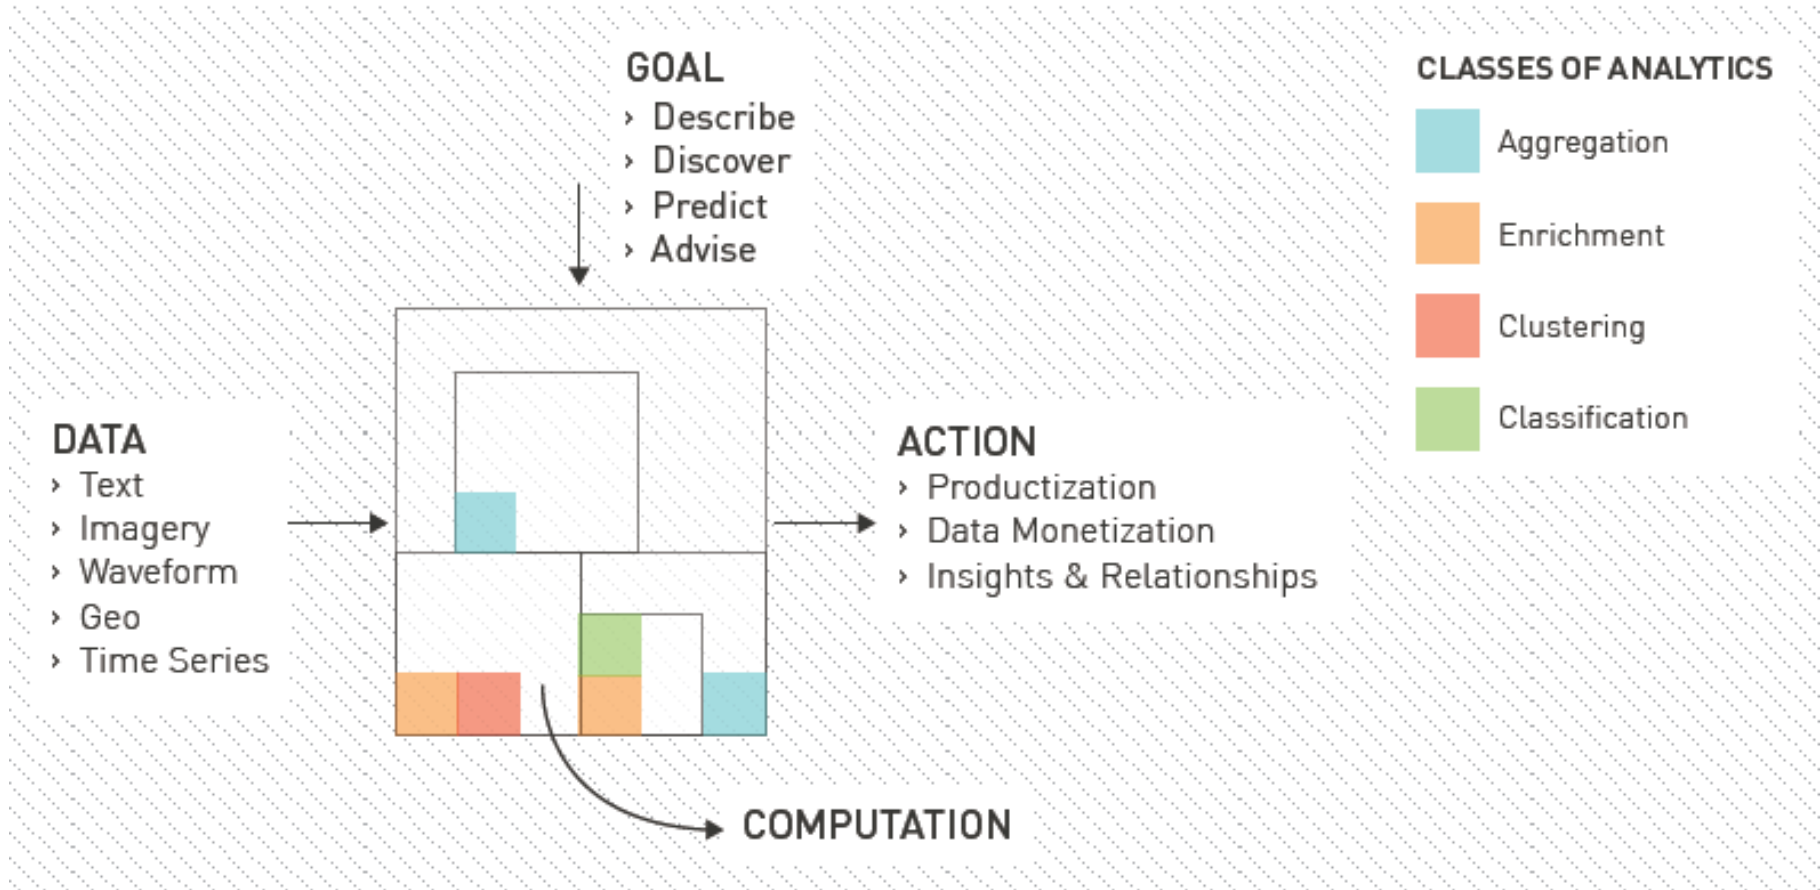 GOAL
› Describe
› Discover
› Predict
› Advise
CLASSES OF ANALYTICS
Aggregation
Enrichment
Clustering
Classification
DATA
› Text
› Imagery
› Waveform
› Geo
› Time Series
ACTION
› Productization
› Data Monetization
› Insights & Relationships
COMPUTATION